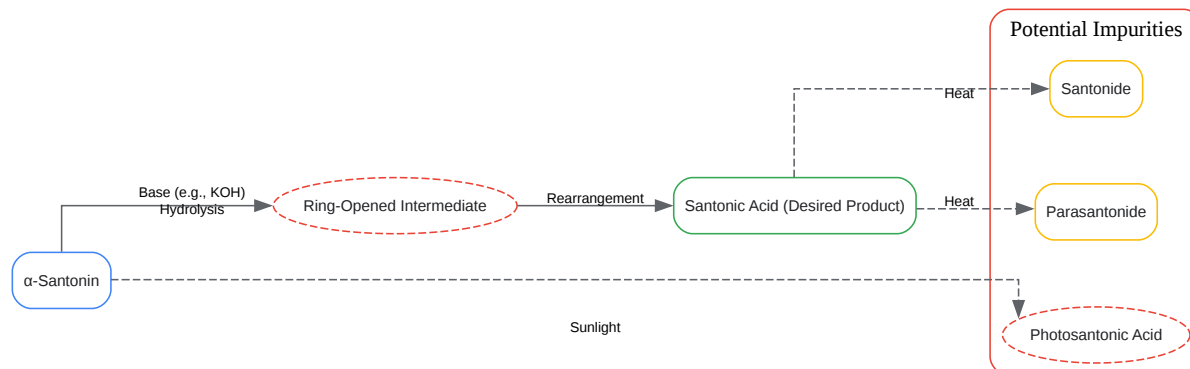 Potential Impurities
Santonide
Heat
Base (e.g., KOH)
Hydrolysis
Ring-Opened Intermediate
Rearrangement
Santonic Acid (Desired Product)
Heat
Parasantonide
α-Santonin
Sunlight
Photosantonic Acid